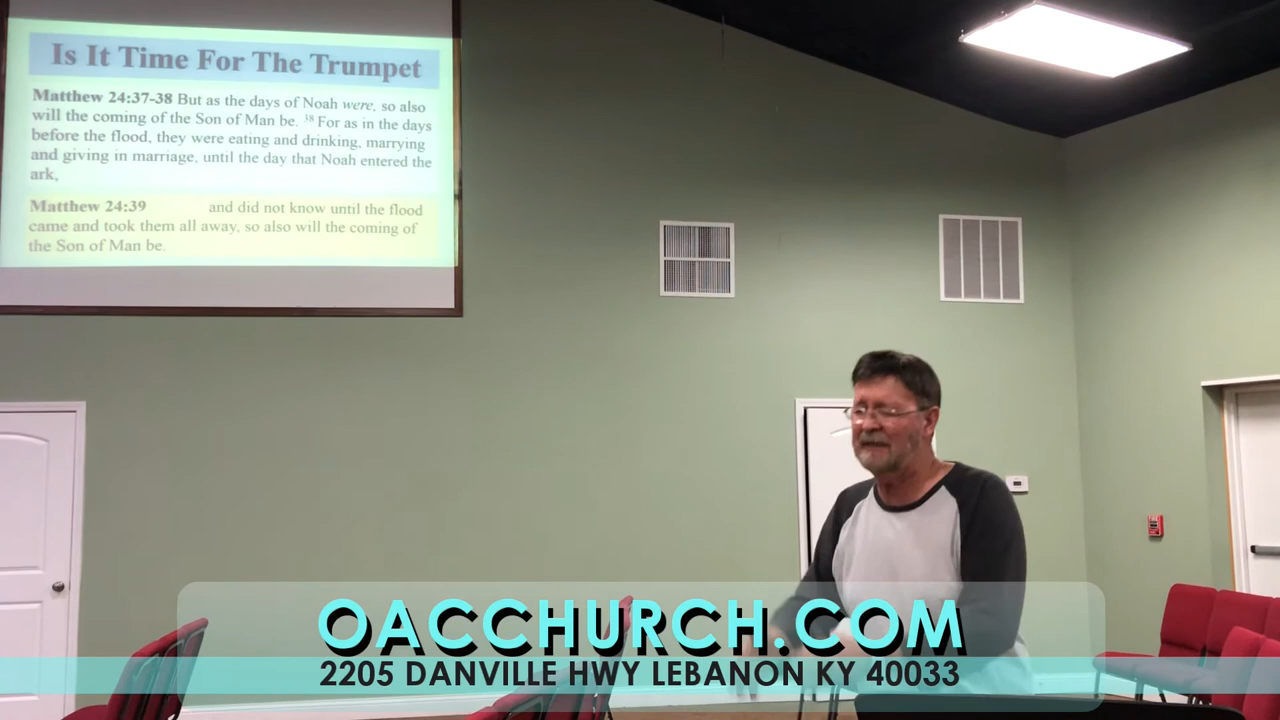 Is It Time For The Trumpet
Matthew 24:37-38 But as the days of Noah were, so also
will the coming of the Son of Man be. 38 For as in the days
before the flood, they were eating and drinking, marrying
and giving in marriage, until the day that Noah entered the
ark,
Matthew 24:39 and did not know until the flood
came and took them all away, so also will the coming of
the Son of Man be.
OACCHURCH.COM
2205 DANVILLE HWY LEBANON KY 40033